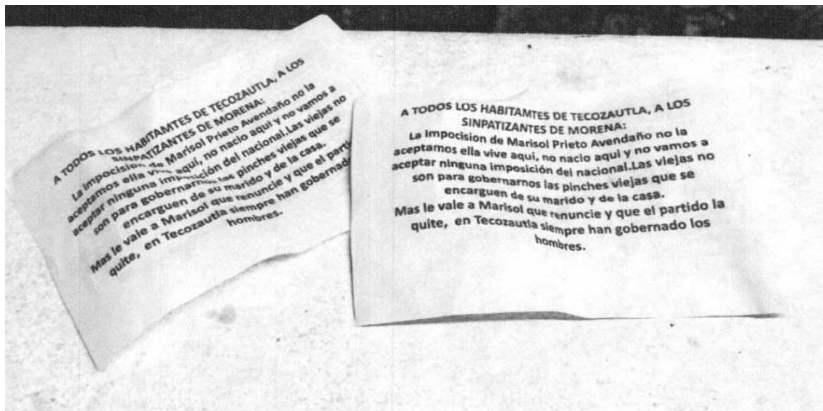 A TODOS LOS HABITAMTES DE TECOZAUTLA, A LOS
SINPATIZANTES DE MORENA:
La impocision de Marisol Prieto Avendaño no la
aceptamos ella vive aqui, no nacio aqui y no vamos a
aceptar ninguna imposición del nacional.Las viejas no
son para gobernarnos las pinches viejas que se
encarguen de su marido y de la casa.
Mas le vale a Marisol que renuncie y que el parti
quite, en Tecozautla siempre han gobernado
hombres.
A TODOS LOS HABITAMTES DE TECOZAUTLA, A LOS
SINPATIZANTES DE MORENA:
La Impocision de Marisol Prieto Avendaño no la
aceptamos ella vive aqui, no nacio aqui y no vamos a
aceptar ninguna imposición del nacional.Las viejas no
son para gobernarnos las pinches viejas que se
encarguen de su marido y de la casa.
Mas le vale a Marisol que renuncie y que el partido la
quite, en Tecozautla siempre han gobernado los
hombres.